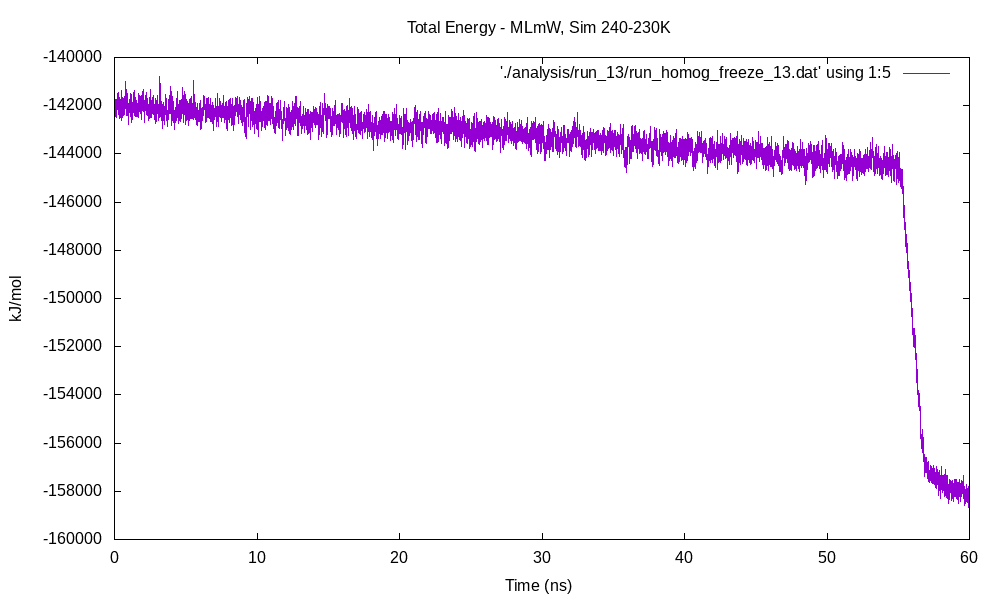 Total Energy - MLmW, Sim 240-230K
'./analysis/run_13/run_homog_freeze_13.dat' using 1:5
-140000
-142000
-144000
-146000
-148000
-150000
-152000
-154000
-156000
-158000
-160000
kJ/mol
0 10 20 30 40 50 60
Time (ns)